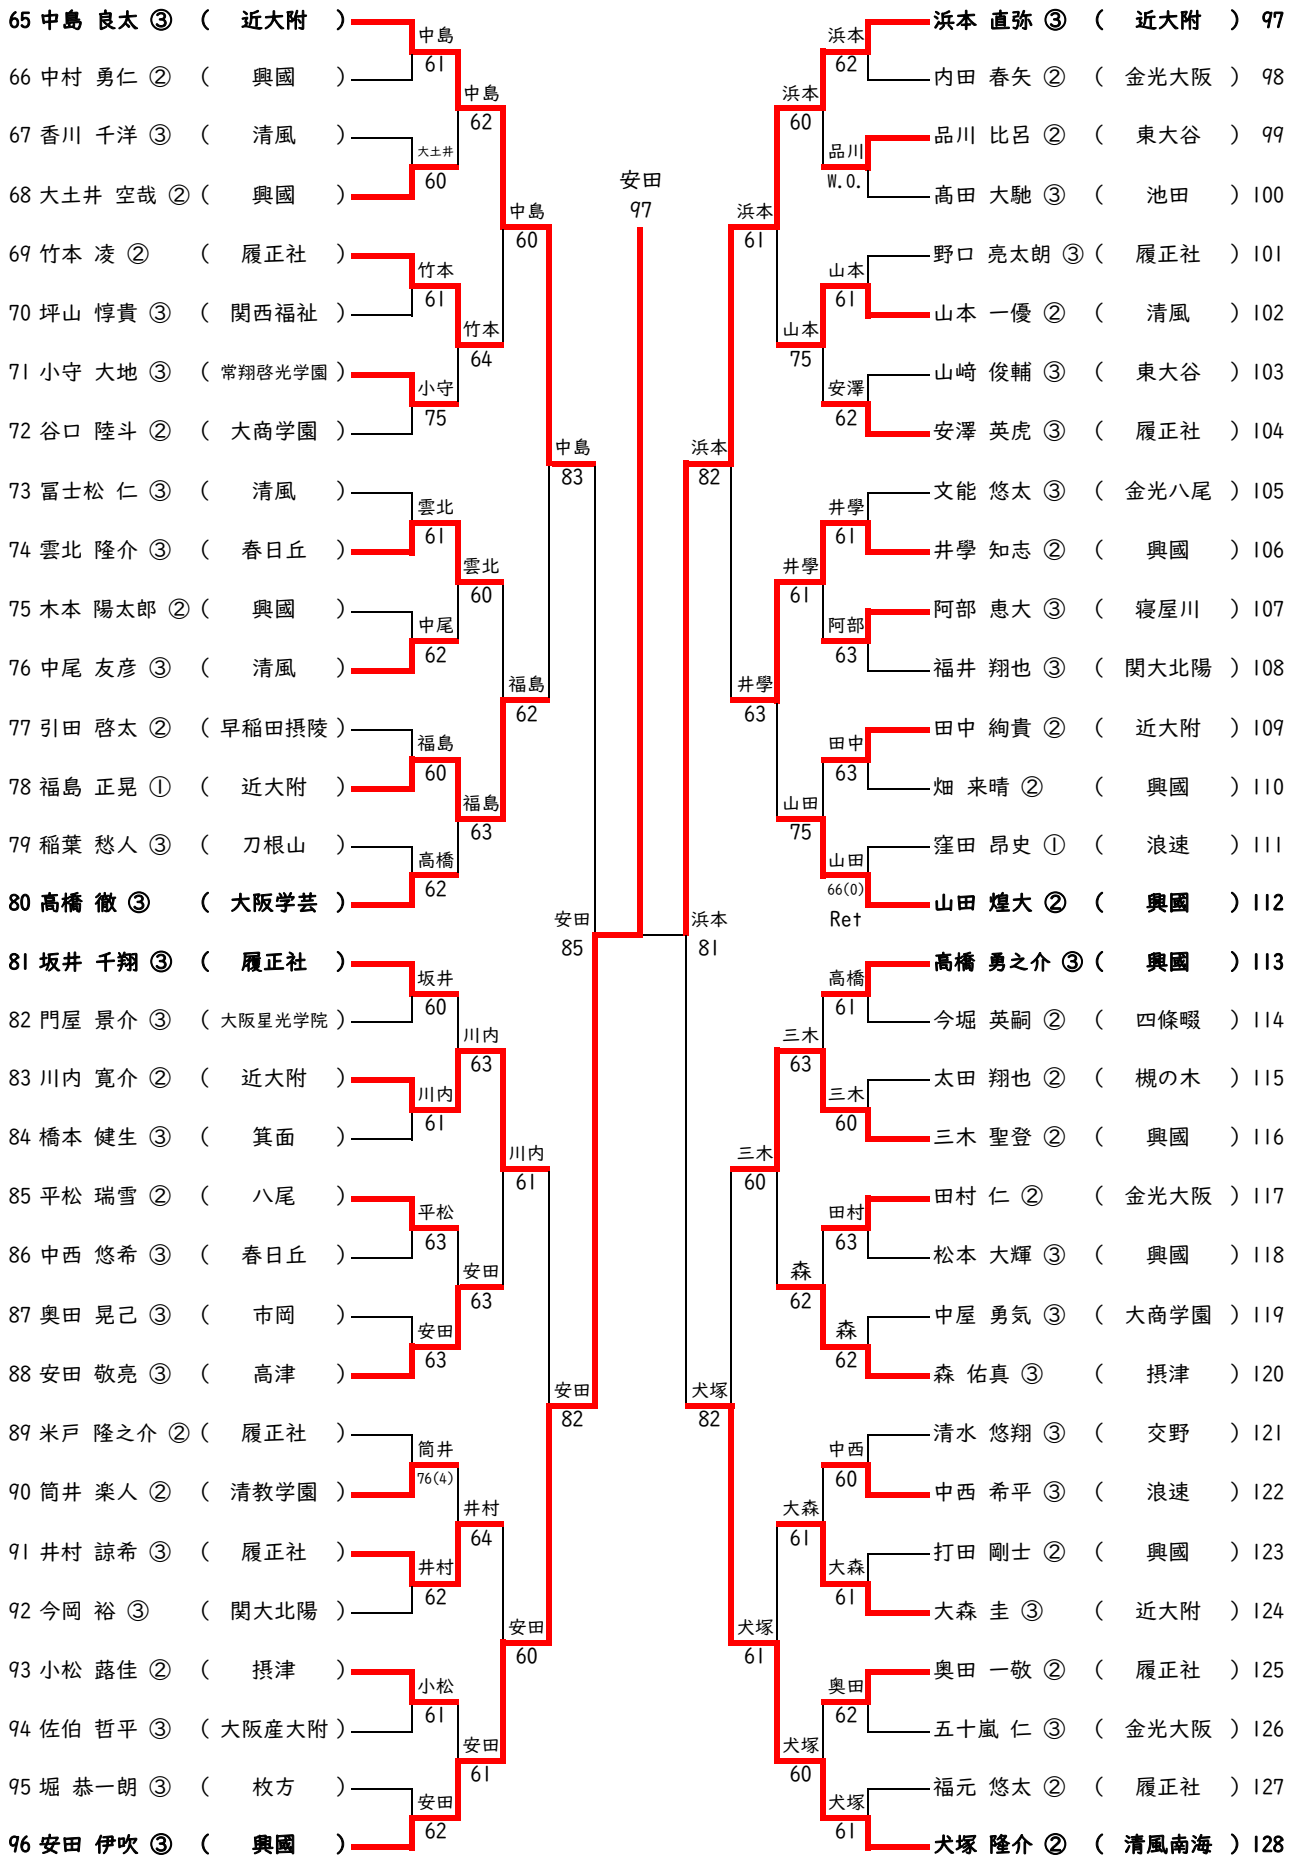 65 中島 良太 ③ ( 近大附 )
66 中村 勇仁 ② ( 興國 )
67 香川 千洋 ③ ( 清風 )
68 大土井 空哉 ② ( 興國 )
69 竹本 凌 ② ( 履正社 )
70 坪山 惇貴 ③ ( 関西福祉 )
71 小守 大地 ③ ( 常翔啓光学園 )
72 谷口 陸斗 ② ( 大商学園 )
73 冨士松 仁 ③ ( 清風 )
74 雲北 隆介 ③ ( 春日丘 )
75 木本 陽太郎 ② ( 興國 )
76 中尾 友彦 ③ ( 清風 )
77 引田 啓太 ② ( 早稲田摂陵 )
78 福島 正晃 ① ( 近大附 )
79 稲葉 愁人 ③ ( 刀根山 )
80 高橋 徹 ③ ( 大阪学芸 )
81 坂井 千翔 ③ ( 履正社 )
82 門屋 景介 ③ ( 大阪星光学院 )
83 川内 寛介 ② ( 近大附 )
84 橋本 健生 ③ ( 箕面 )
85 平松 瑞雪 ② ( 八尾 )
86 中西 悠希 ③ ( 春日丘 )
87 奥田 晃己 ③ ( 市岡 )
88 安田 敬亮 ③ ( 高津 )
89 米戸 隆之介 ② ( 履正社 )
90 筒井 楽人 ② ( 清教学園 )
91 井村 諒希 ③ ( 履正社 )
92 今岡 裕 ③ ( 関大北陽 )
93 小松 蕗佳 ② ( 摂津 )
94 佐伯 哲平 ③ ( 大阪産大附 )
95 堀 恭一朗 ③ ( 枚方 )
96 安田 伊吹 ③ ( 興國 )
中島
61
大土井
60
竹本
61
小守
75
雲北
61
中尾
62
福島
60
高橋
62
坂井
60
川内
61
平松
63
安田
63
筒井
76(4)
井村
62
小松
61
安田
62
中島
62
竹本
64
雲北
60
福島
63
川内
63
安田
63
井村
64
安田
61
中島
60
福島
62
川内
61
安田
60
中島
83
安田
82
安田
85
安田
97
浜本
81
浜本
82
犬塚
82
浜本
61
井學
63
三木
60
犬塚
61
浜本
60
山本
75
井學
61
山田
75
三木
63
森
62
大森
61
犬塚
60
浜本
62
品川
W.O.
山本
61
安澤
62
井學
61
阿部
63
田中
63
山田
66(0)
Ret
高橋
61
三木
60
田村
63
森
62
中西
60
大森
61
奥田
62
犬塚
61
浜本 直弥 ③ ( 近大附 ) 97
内田 春矢 ② ( 金光大阪 ) 98
品川 比呂 ② ( 東大谷 ) 99
髙田 大馳 ③ ( 池田 ) 100
野口 亮太朗 ③ ( 履正社 ) 101
山本 一優 ② ( 清風 ) 102
山﨑 俊輔 ③ ( 東大谷 ) 103
安澤 英虎 ③ ( 履正社 ) 104
文能 悠太 ③ ( 金光八尾 ) 105
井學 知志 ② ( 興國 ) 106
阿部 恵大 ③ ( 寝屋川 ) 107
福井 翔也 ③ ( 関大北陽 ) 108
田中 絢貴 ② ( 近大附 ) 109
畑 来晴 ② ( 興國 ) 110
窪田 昂史 ① ( 浪速 ) 111
山田 煌大 ② ( 興國 ) 112
高橋 勇之介 ③ ( 興國 ) 113
今堀 英嗣 ② ( 四條畷 ) 114
太田 翔也 ② ( 槻の木 ) 115
三木 聖登 ② ( 興國 ) 116
田村 仁 ② ( 金光大阪 ) 117
松本 大輝 ③ ( 興國 ) 118
中屋 勇気 ③ ( 大商学園 ) 119
森 佑真 ③ ( 摂津 ) 120
清水 悠翔 ③ ( 交野 ) 121
中西 希平 ③ ( 浪速 ) 122
打田 剛士 ② ( 興國 ) 123
大森 圭 ③ ( 近大附 ) 124
奥田 一敬 ② ( 履正社 ) 125
五十嵐 仁 ③ ( 金光大阪 ) 126
福元 悠太 ② ( 履正社 ) 127
犬塚 隆介 ② ( 清風南海 ) 128